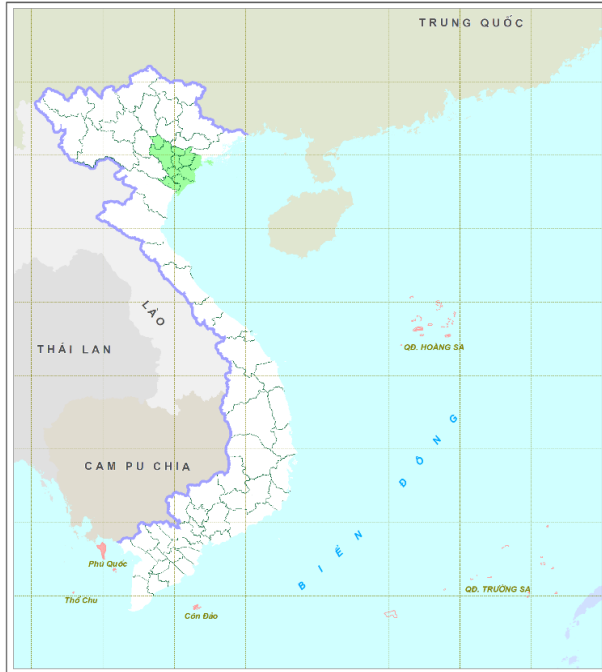 TRUNG QUỐC
LÀO
THÁI LAN
QĐ. HOÀNG SA
CAM PU CHIA
BIỂN ĐÔNG
Phú Quốc
Thổ Chu
Côn Đảo
QĐ. TRƯỜNG SA